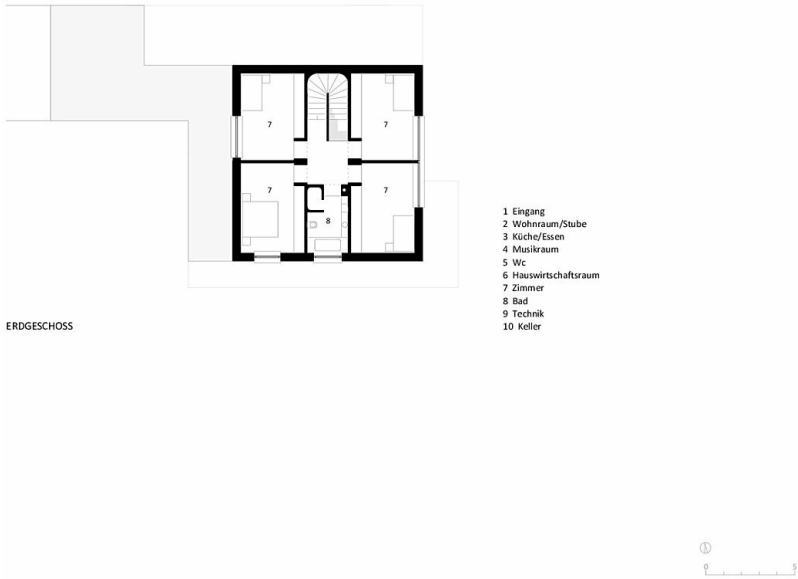 7 7
7 7
8
1 Eingang
2 Wohnraum/Stube
3 Küche/Essen
4 Musikraum
5 Wc
6 Hauswirtschaftsraum
7 Zimmer
8 Bad
9 Technik
10 Keller
ERDGESCHOSS
0 5